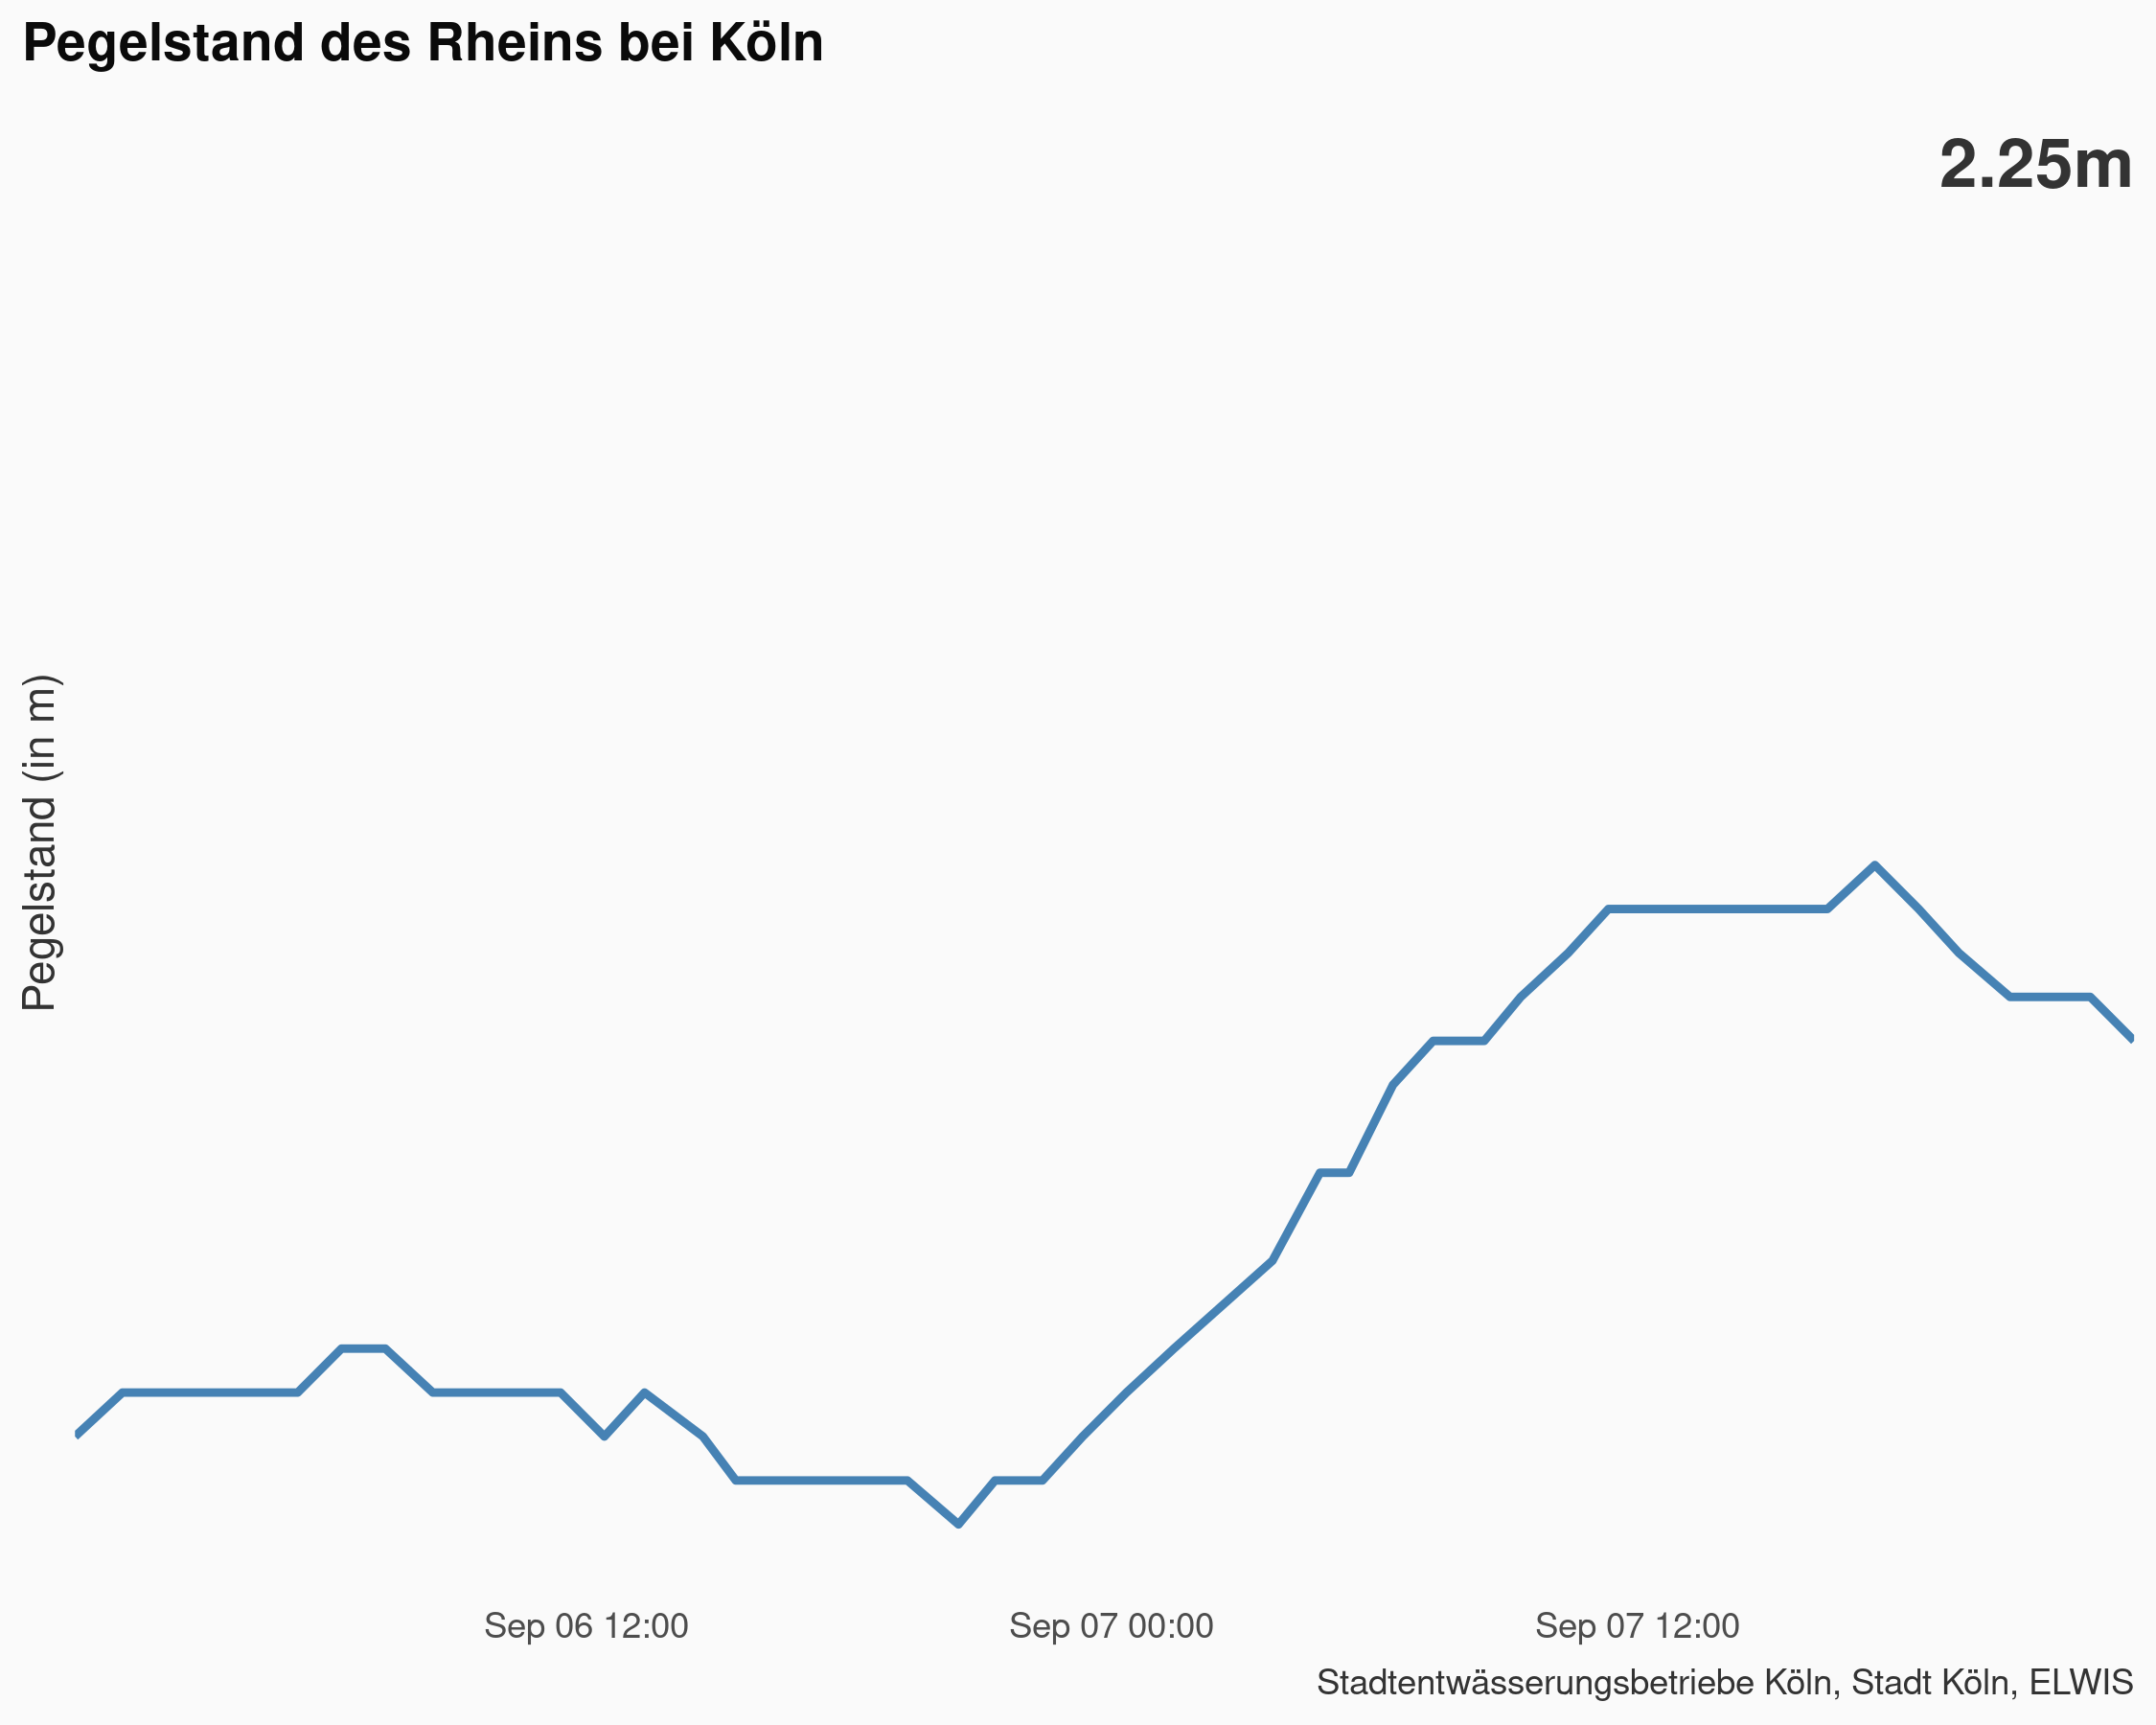 Pegelstand des Rheins bei Köln
2.25m
Pegelstand (in m)
Sep 06 12:00
Sep 07 00:00
Sep 07 12:00
Stadtentwässerungsbetriebe Köln, Stadt Köln, ELWIS